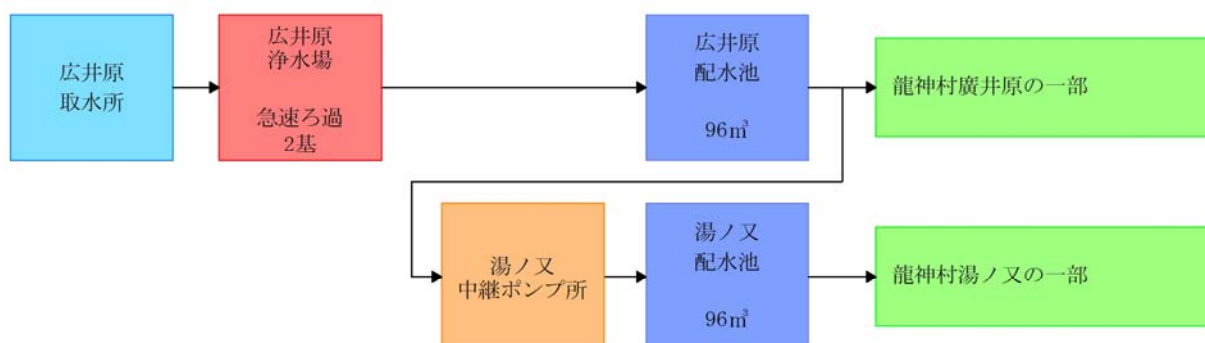 広井原
取水所
広井原
浄水場
急速ろ過
2基
広井原
配水池
96㎥
龍神村廣井原の一部
湯ノ又
中継ポンプ所
湯ノ又
配水池
96㎥
龍神村湯ノ又の一部